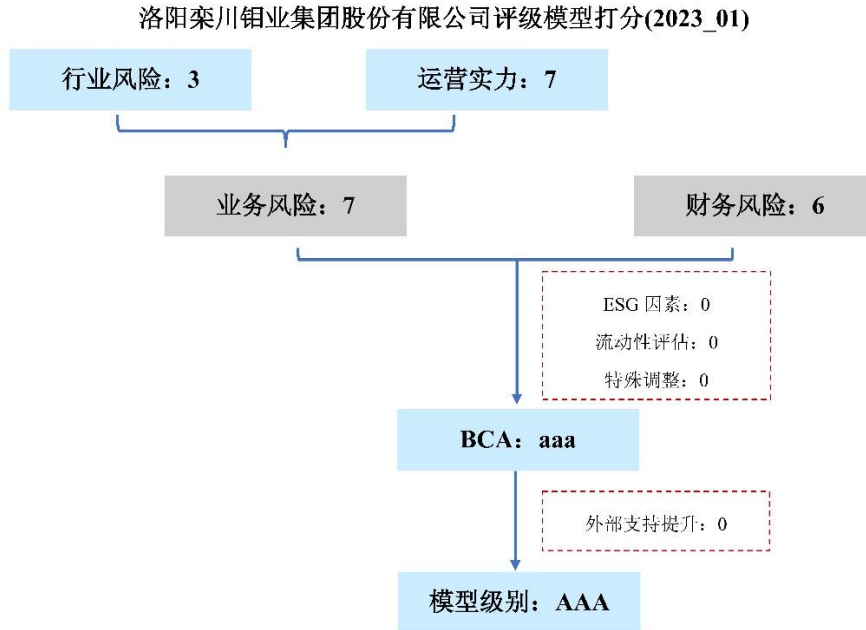 洛阳栾川钼业集团股份有限公司评级模型打分(2023_01)
行业风险：3
运营实力：7
业务风险：7
财务风险：6
ESG 因素：0
流动性评估：0
特殊调整：0
BCA：aaa
外部支持提升：0
模型级别：AAA